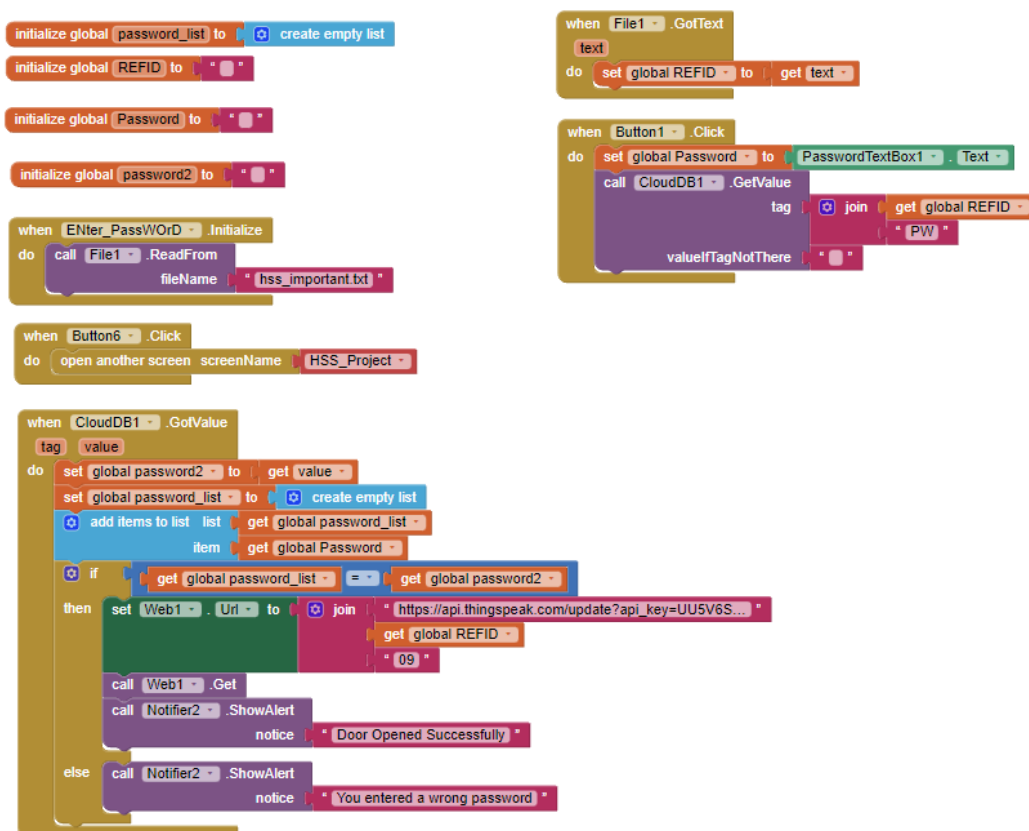 initialize global password_list to create empty list
initialize global REFID to " "
initialize global Password to " "
initialize global password2 to " "
when ENter_PassWOrD .Initialize
do call File1 .ReadFrom
fileName " hss_important.txt "
when Button6 .Click
do open another screen screenName HSS_Project
when CloudDB1 .GotValue
tag value
do set global password2 to get value
set global password_list to create empty list
add items to list list get global password_list
item get global Password
if get global password_list = get global password2
then set Web1 . Url to join " https://api.thingspeak.com/update?api_key=UU5V6S... "
get global REFID
" 09 "
call Web1 .Get
call Notifier2 .ShowAlert
notice " Door Opened Successfully "
else call Notifier2 .ShowAlert
notice " You entered a wrong password "
when File1 .GotText
text
do set global REFID to get text
when Button1 .Click
do set global Password to PasswordTextBox1 . Text
call CloudDB1 .GetValue
tag join get global REFID
" PW "
valueIfTagNotThere " "